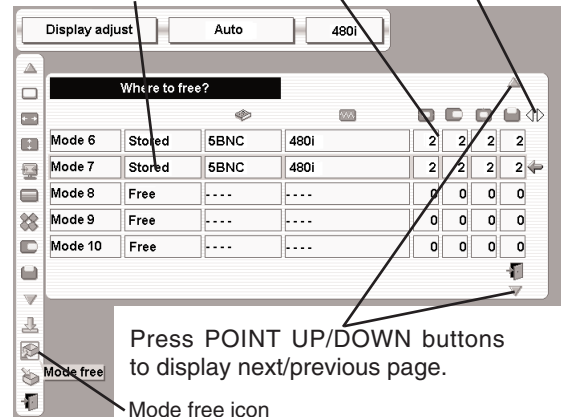 Display adjust Auto 480i
Where to free?
Mode 6 Stored 5BNC 480i 2 2 2 2
Mode 7 Stored 5BNC 480i 2 2 2 2
Mode 8 Free - - - - - - - - 0 0 0 0
Mode 9 Free - - - - - - - - 0 0 0 0
Mode 10 Free - - - - - - - - 0 0 0 0
Press POINT UP/DOWN buttons
to display next/previous page.
Mode free
Mode free icon